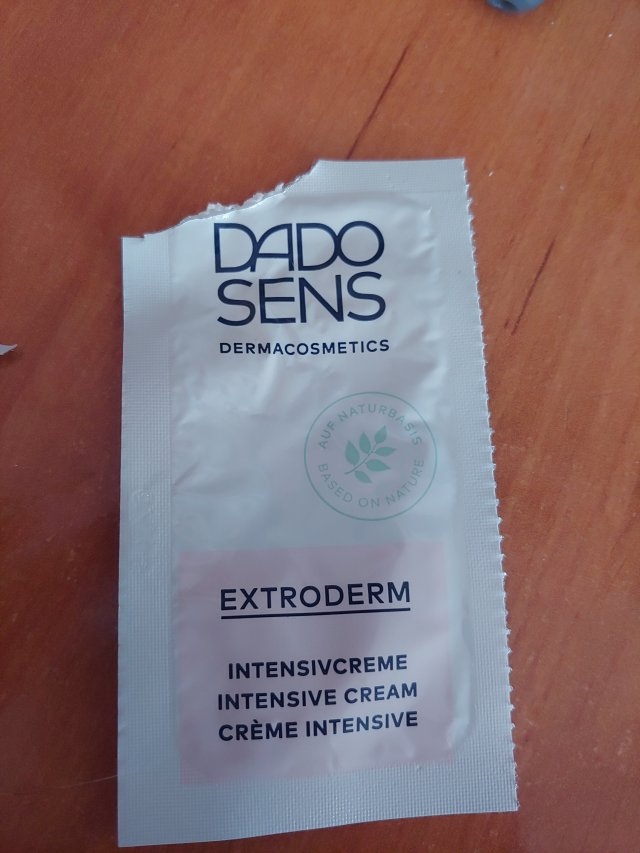 DADO
SENS
DERMACOSMETICS
AUF NATURBASIS
BASED ON NATURE
EXTRODERM
INTENSIVCREME
INTENSIVE CREAM
CRÈME INTENSIVE